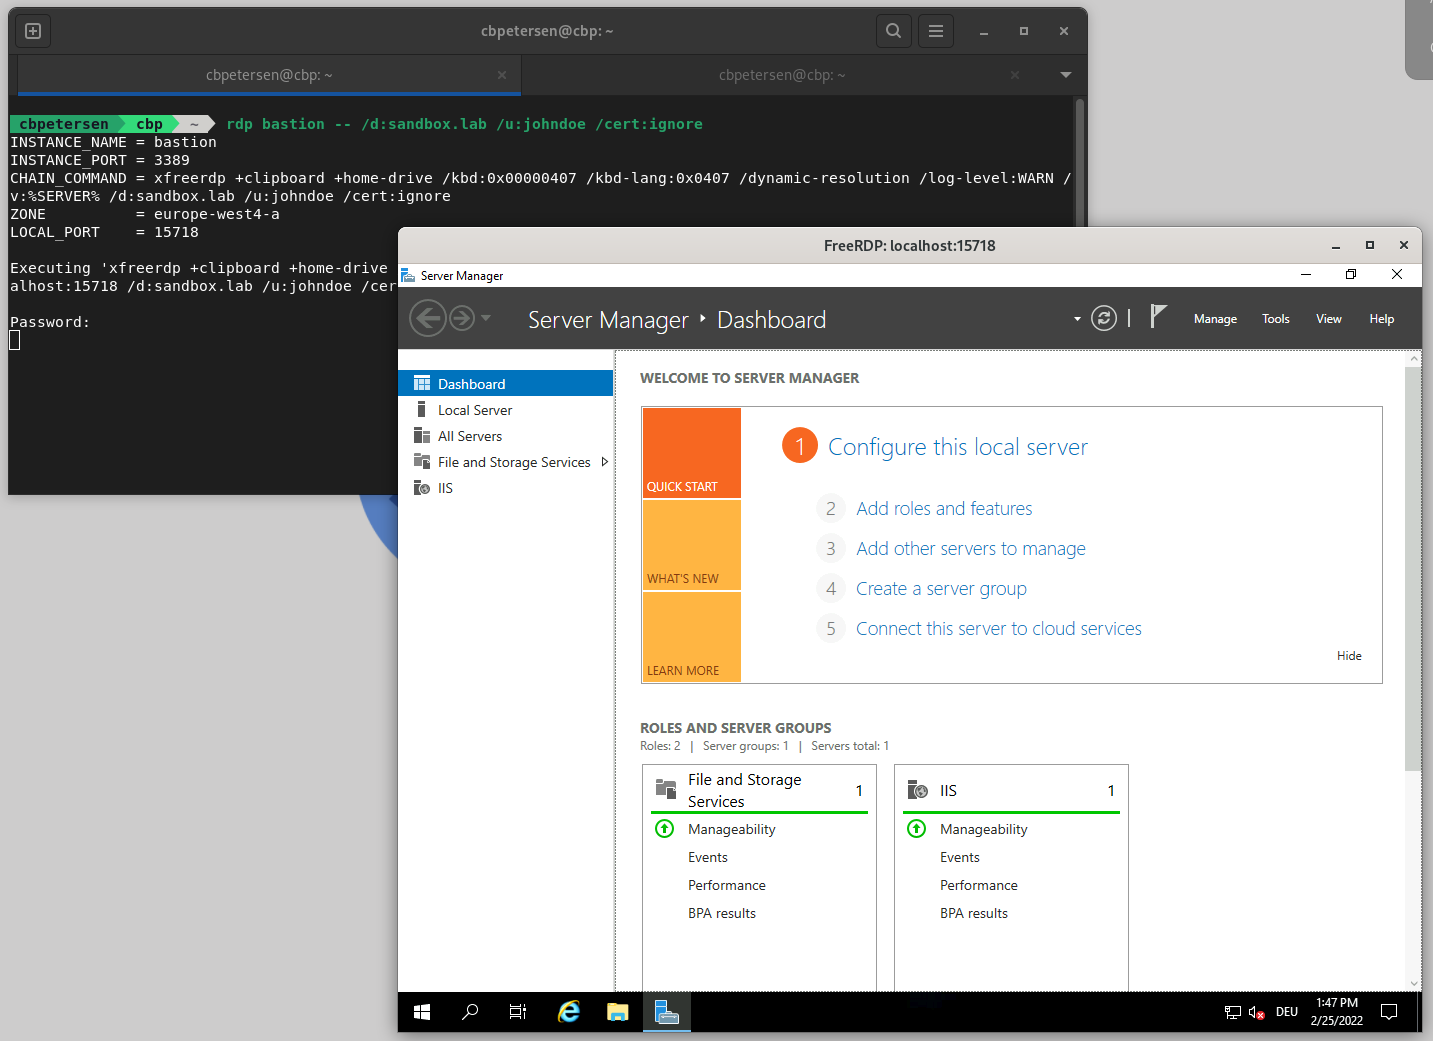 cbpetersen@cbp: ~
cbpetersen@cbp: ~
cbpetersen@cbp: ~
cbpetersen cbp ~ rdp bastion -- /d:sandbox.lab /u:johndoe /cert:ignore
INSTANCE_NAME = bastion
INSTANCE_PORT = 3389
CHAIN_COMMAND = xfreerdp +clipboard +home-drive /kbd:0x00000407 /kbd-lang:0x0407 /dynamic-resolution /log-level:WARN /
v:%SERVER% /d:sandbox.lab /u:johndoe /cert:ignore
ZONE = europe-west4-a
LOCAL_PORT = 15718
Executing 'xfreerdp +clipboard +home-drive
alhost:15718 /d:sandbox.lab /u:johndoe /cer
Password:
FreeRDP: localhost:15718
Server Manager
Server Manager ‣ Dashboard
Manage
Tools
View
Help
Dashboard
Local Server
All Servers
File and Storage Services
IIS
WELCOME TO SERVER MANAGER
QUICK START
WHAT'S NEW
LEARN MORE
1 Configure this local server
2 Add roles and features
3 Add other servers to manage
4 Create a server group
5 Connect this server to cloud services
Hide
ROLES AND SERVER GROUPS
Roles: 2 | Server groups: 1 | Servers total: 1
File and Storage
Services
1
Manageability
Events
Performance
BPA results
IIS
1
Manageability
Events
Performance
BPA results
DEU
1:47 PM
2/25/2022